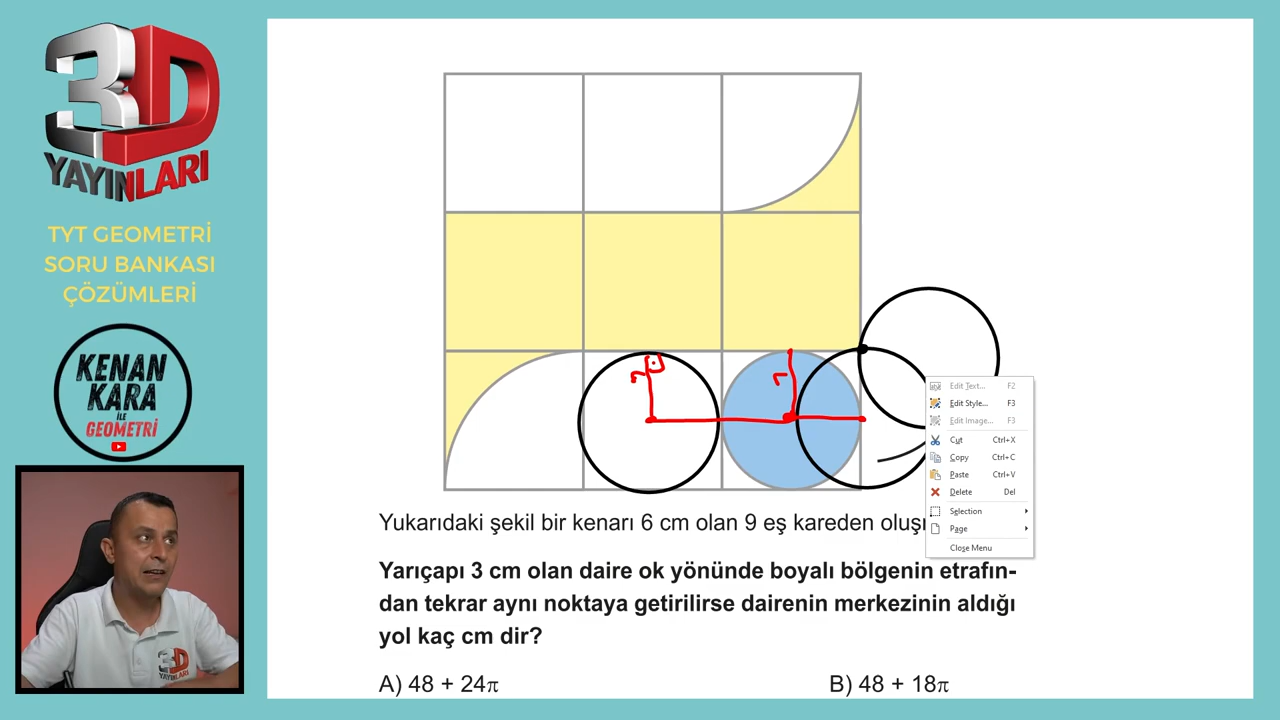 3D
YAYINLARI
TYT GEOMETRİ
SORU BANKASI
ÇÖZÜMLERİ
KENAN
KARA
İLE
GEOMETRİ
3D
YAYINLARI
r
r
Edit Text... F2
Edit Style... F3
Edit Image... F3
Cut Ctrl+X
Copy Ctrl+C
Paste Ctrl+V
Delete Del
Selection
Page
Close Menu
Yukarıdaki şekil bir kenarı 6 cm olan 9 eş kareden
Yarıçapı 3 cm olan daire ok yönünde boyalı bölgenin etrafın-
dan tekrar aynı noktaya getirilirse dairenin merkezinin aldığı
yol kaç cm dir?
A) 48 + 24π
B) 48 + 18π